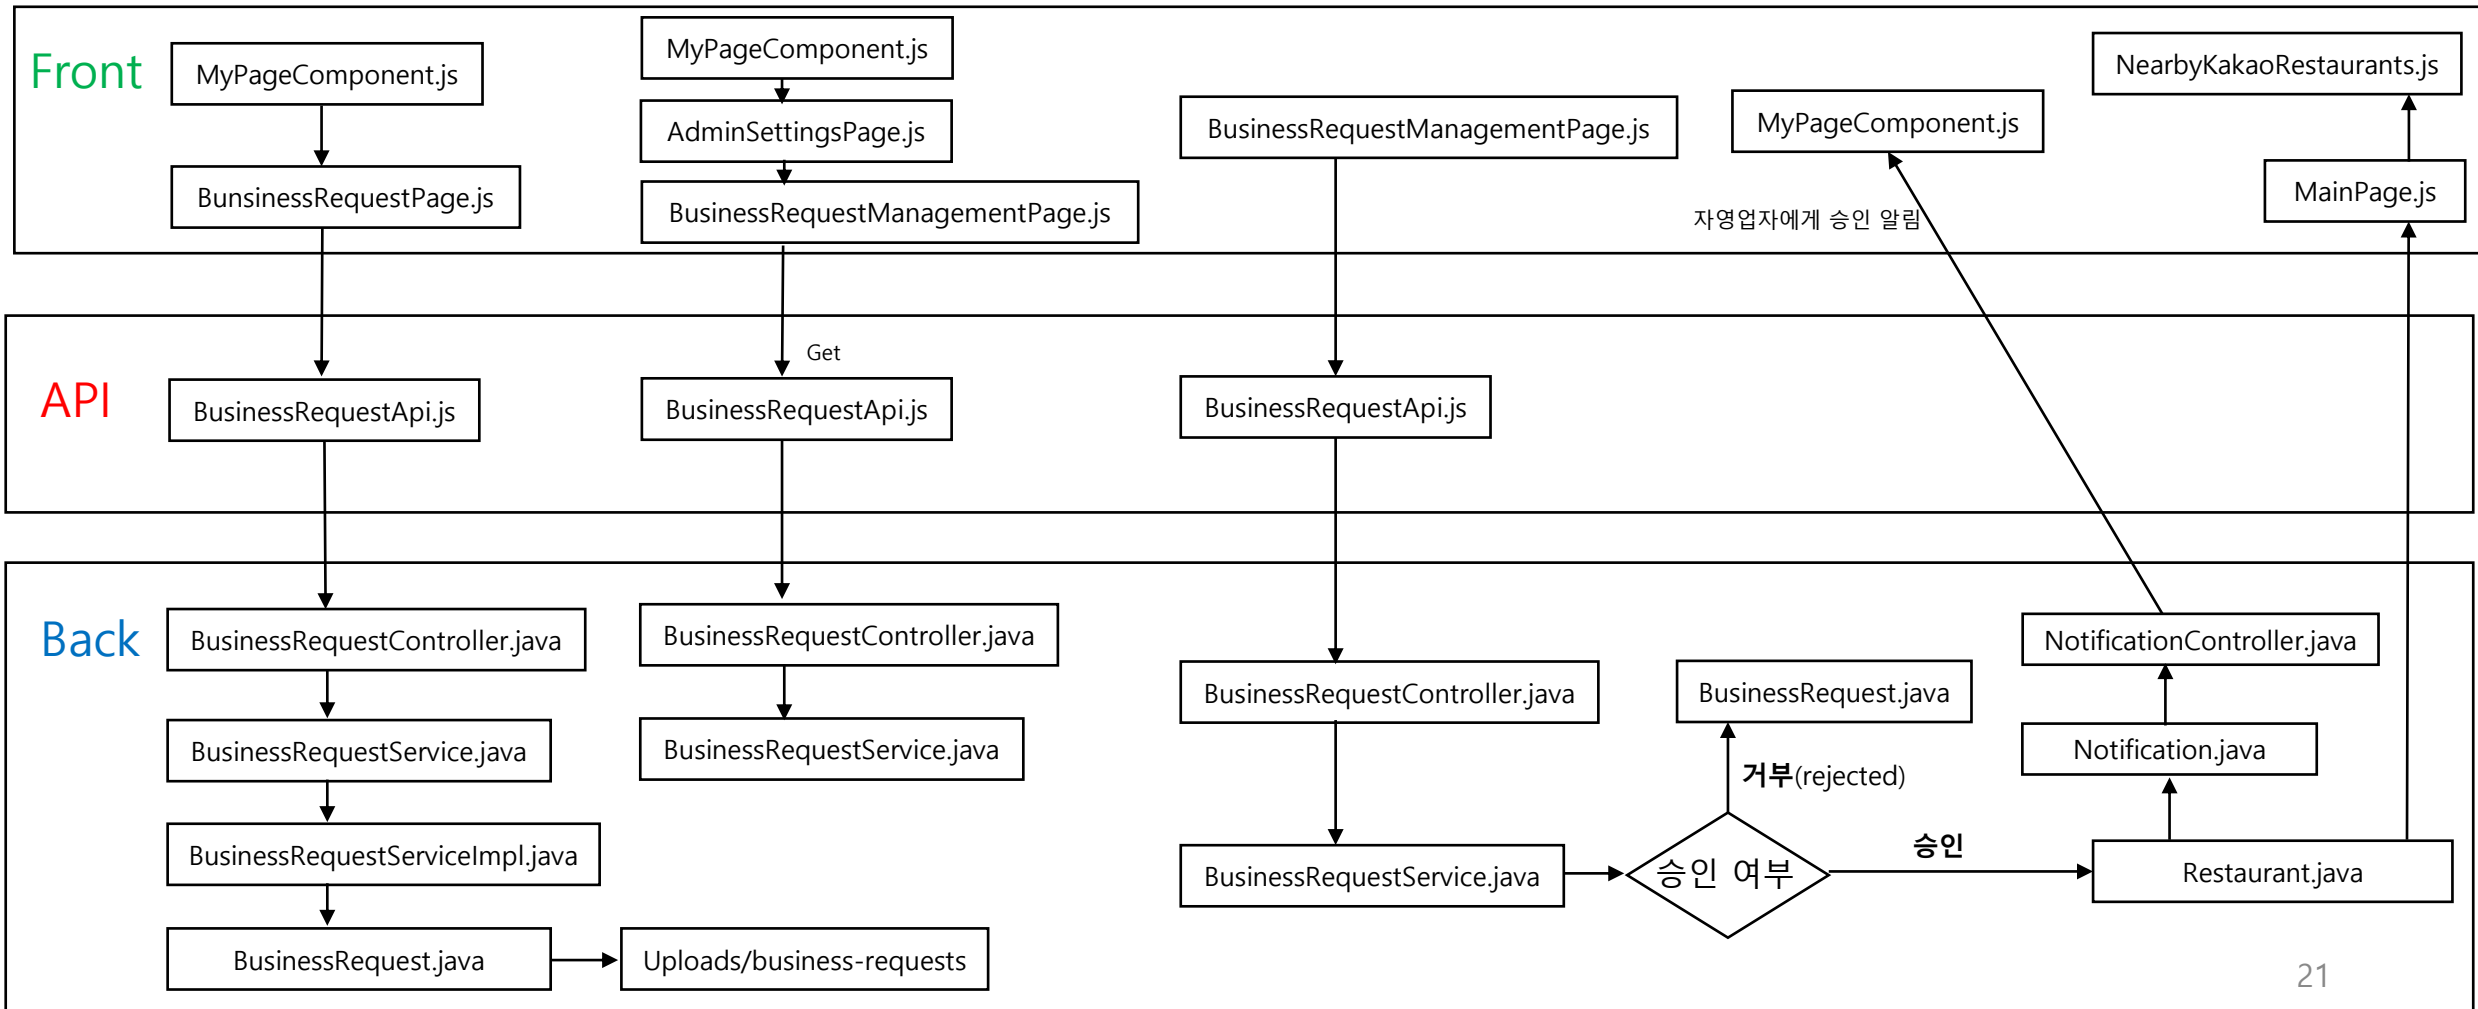 Front
MyPageComponent.js
BunsinessRequestPage.js
MyPageComponent.js
AdminSettingsPage.js
BusinessRequestManagementPage.js
BusinessRequestManagementPage.js
MyPageComponent.js
자영업자에게 승인 알림
NearbyKakaoRestaurants.js
MainPage.js
API
BusinessRequestApi.js
Get
BusinessRequestApi.js
BusinessRequestApi.js
Back
BusinessRequestController.java
BusinessRequestService.java
BusinessRequestServiceImpl.java
BusinessRequest.java
Uploads/business-requests
BusinessRequestController.java
BusinessRequestService.java
BusinessRequestController.java
BusinessRequestService.java
BusinessRequest.java
거부(rejected)
승인 여부
승인
NotificationController.java
Notification.java
Restaurant.java
21